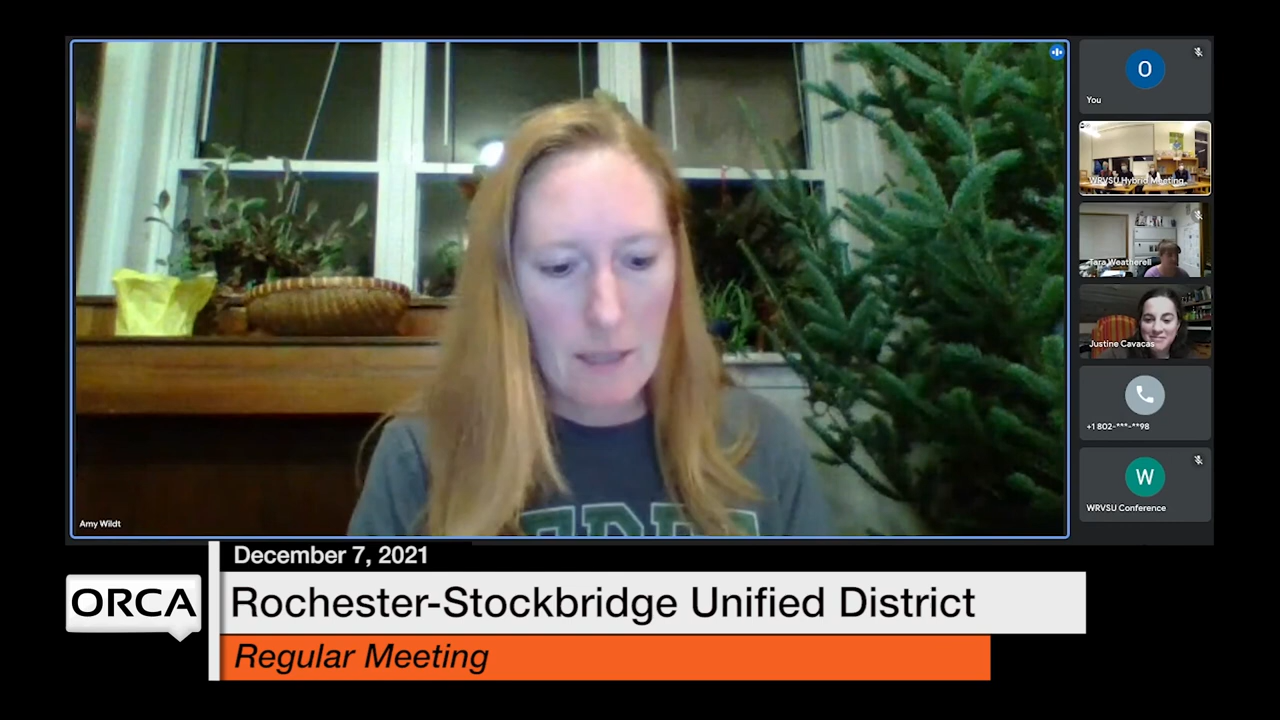 O
You
WRVSU Hybrid Meeting
Tara Weatherell
Justine Cavacas
+1 802-***-**98
W
WRVSU Conference
Amy Wildt
December 7, 2021
ORCA
Rochester-Stockbridge Unified District
Regular Meeting